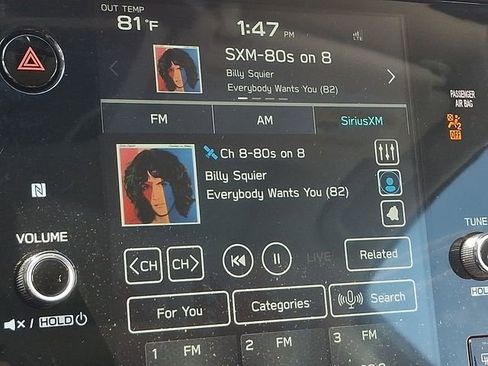 OUT TEMP
81°F
1:47 PM
LTE
SXM-80s on 8
Billy Squier
Everybody Wants You (82)
PASSENGER
AIR BAG
OFF
FM
AM
SiriusXM
Ch 8-80s on 8
Billy Squier
Everybody Wants You (82)
N
VOLUME
TUNE
<CH
CH>
LIVE
Related
HOLD
/ HOLD
For You
Categories
Search
1 FM
2 FM
3 FM